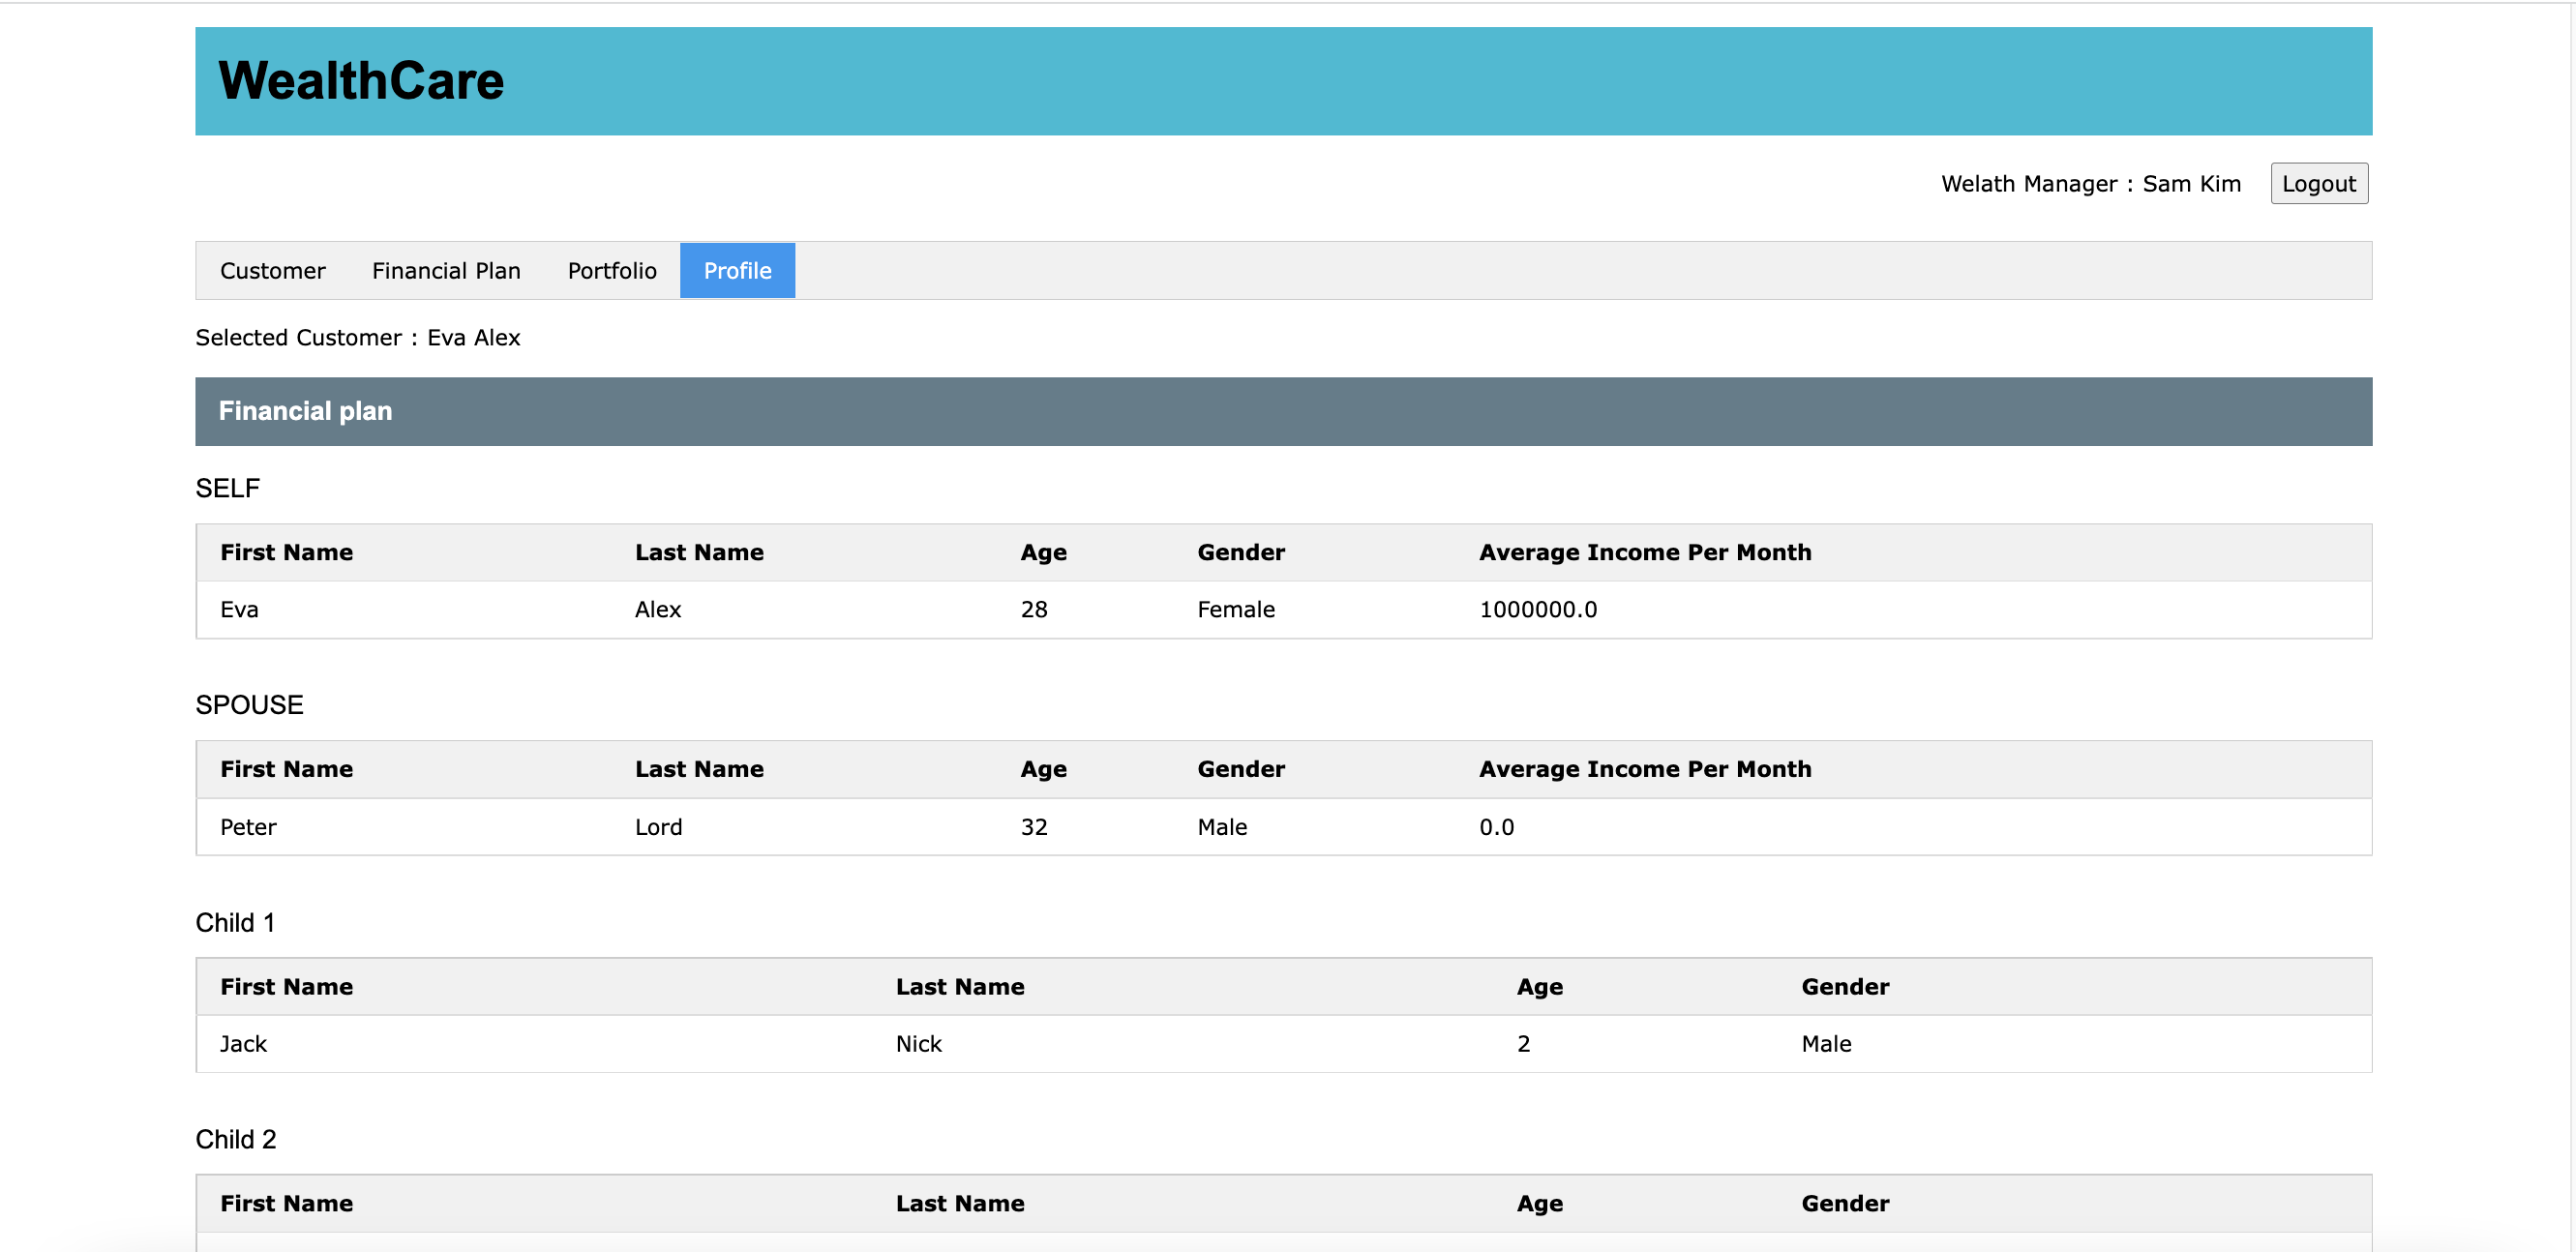 WealthCare
Welath Manager : Sam Kim Logout
Customer Financial Plan Portfolio Profile
Selected Customer : Eva Alex
Financial plan
SELF
First Name Last Name Age Gender Average Income Per Month
Eva Alex 28 Female 1000000.0
SPOUSE
First Name Last Name Age Gender Average Income Per Month
Peter Lord 32 Male 0.0
Child 1
First Name Last Name Age Gender
Jack Nick 2 Male
Child 2
First Name Last Name Age Gender